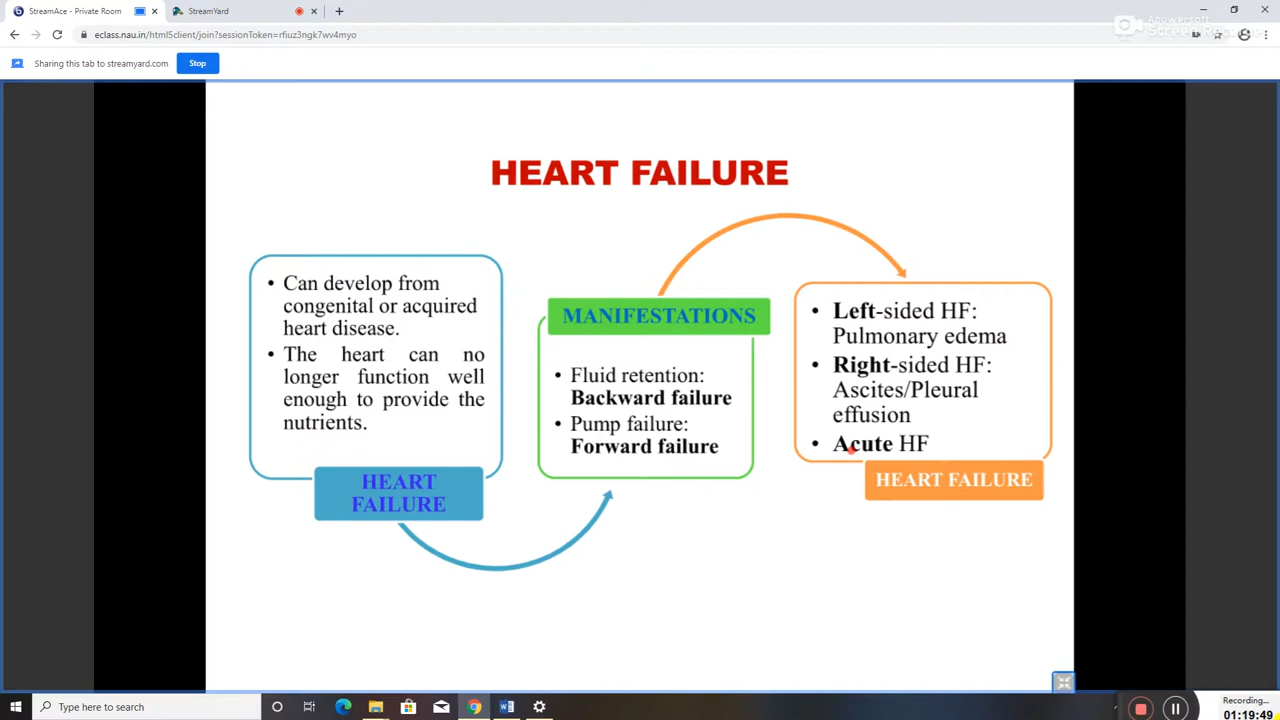 StreamAce - Private Room
StreamYard
eclass.nau.in/html5client/join?sessionToken=rfiuz3ngk7wv4myo
Apowersoft
Screen Recorder
Sharing this tab to streamyard.com
Stop
HEART FAILURE
• Can develop from
congenital or acquired
heart disease.
• The heart can no
longer function well
enough to provide the
nutrients.
HEART
FAILURE
MANIFESTATIONS
• Fluid retention:
Backward failure
• Pump failure:
Forward failure
• Left-sided HF:
Pulmonary edema
• Right-sided HF:
Ascites/Pleural
effusion
• Acute HF
HEART FAILURE
Type here to search
Recording...
01:19:49